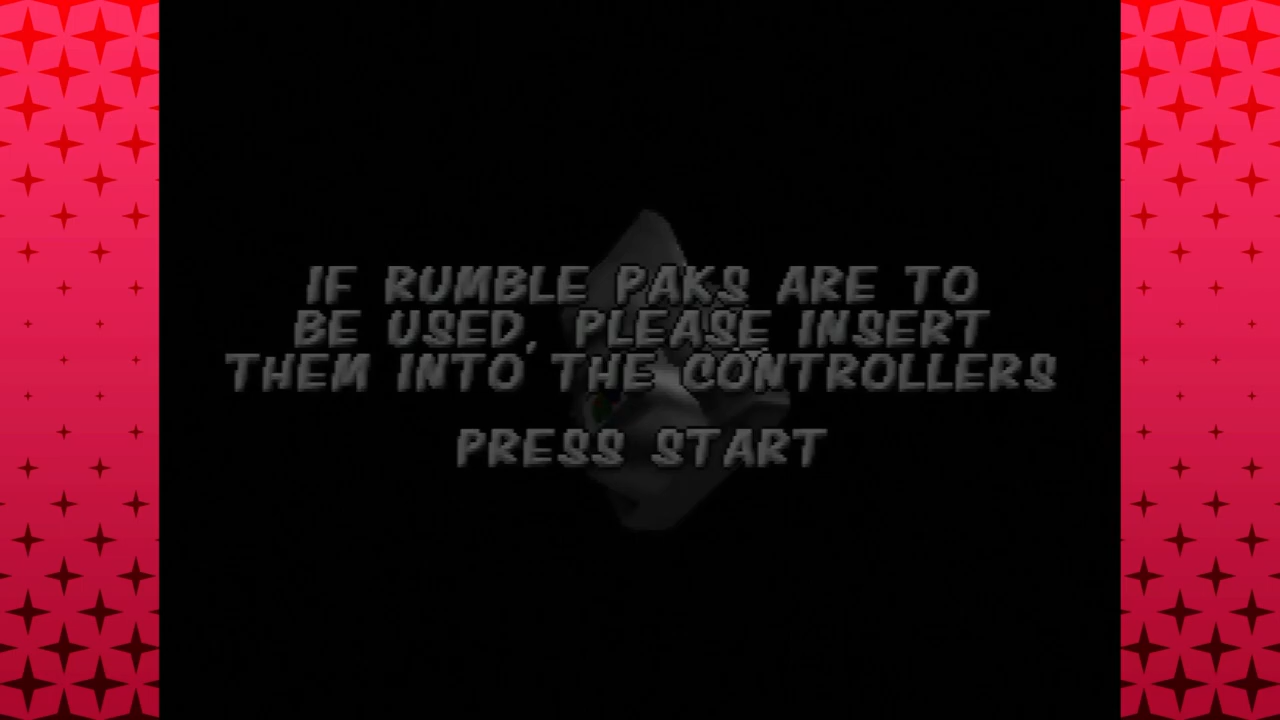 IF RUMBLE PAKS ARE TO
BE USED, PLEASE INSERT
THEM INTO THE CONTROLLERS
PRESS START